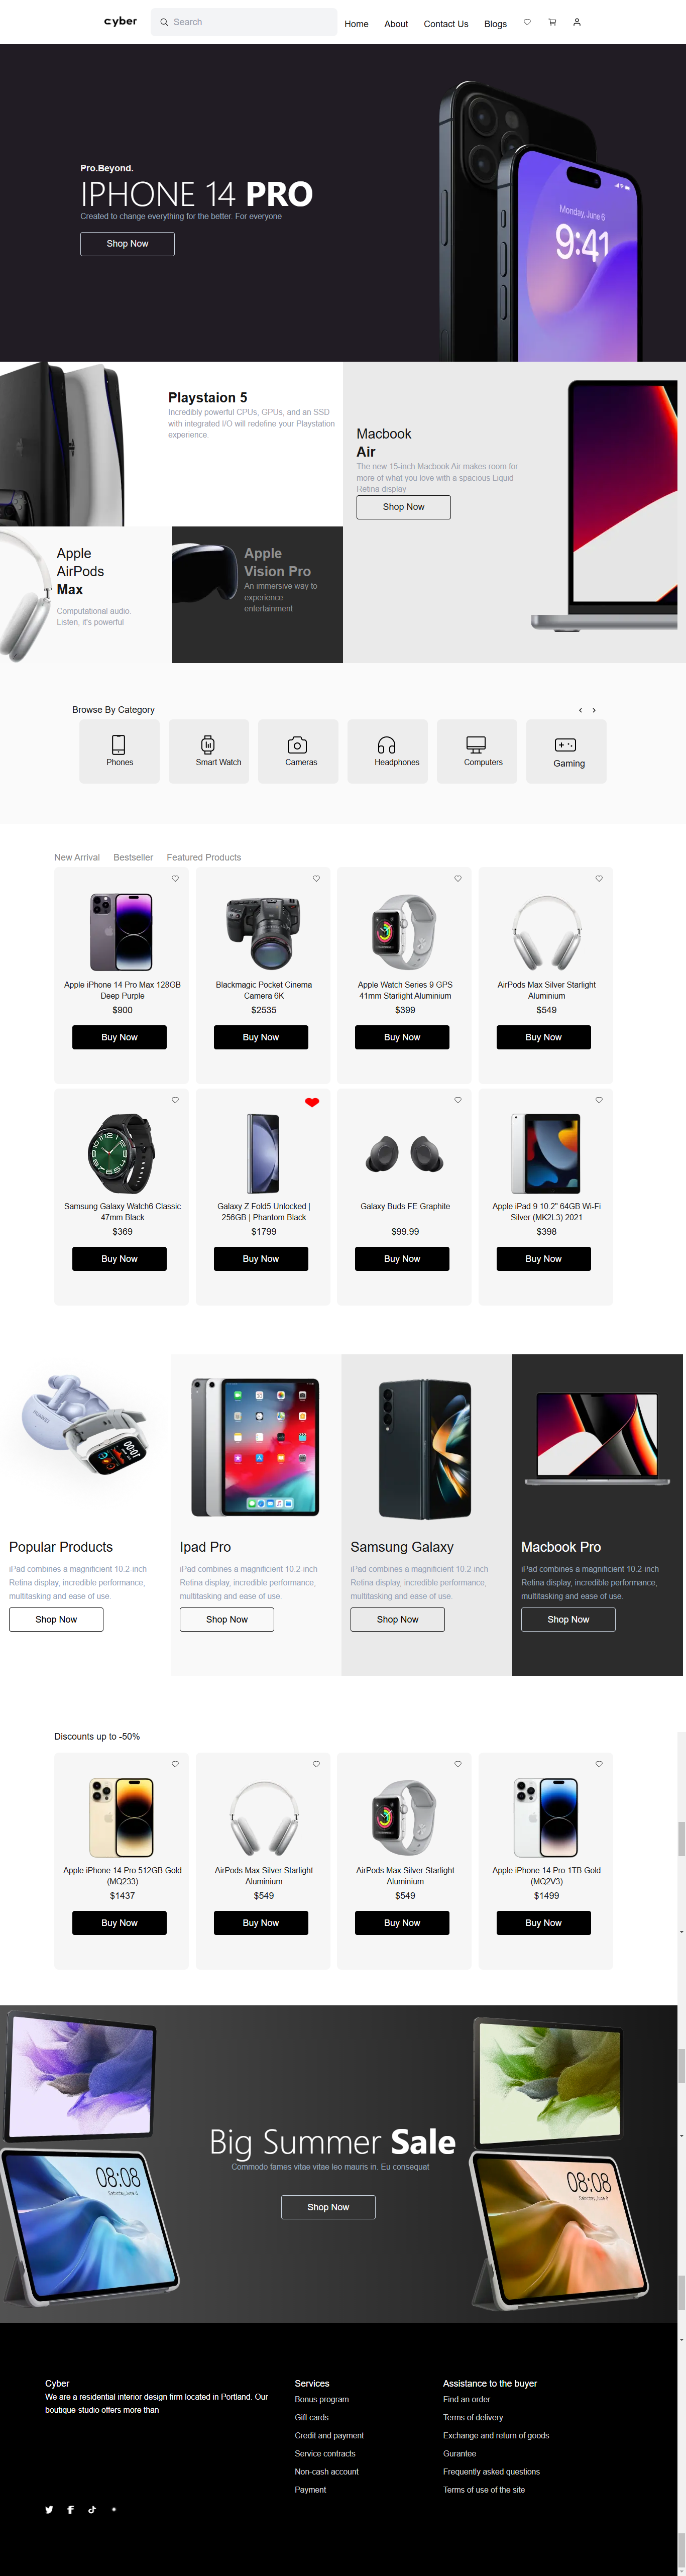 cyber
Search
Home
About
Contact Us
Blogs
Pro.Beyond.
IPHONE 14 PRO
Created to change everything for the better. For everyone
Shop Now
Monday, June 6
9:41
Playstaion 5
Incredibly powerful CPUs, GPUs, and an SSD
with integrated I/O will redefine your Playstation
experience
Macbook
Air
The new 15-inch Macbook Air makes room for
more of what you love with a spacious Liquid
Retina display
Shop Now
Apple
AirPods
Max
Computational audio.
Listen, it's powerful
Apple
Vision Pro
An immersive way to
experience
entertainment
Browse By Category
Phones
Smart Watch
Cameras
Headphones
Computers
Gaming
New Arrival
Bestseller
Featured Products
Apple iPhone 14 Pro Max 128GB
Deep Purple
$900
Buy Now
Blackmagic Pocket Cinema
Camera 6K
$2535
Buy Now
Apple Watch Series 9 GPS
41mm Starlight Aluminium
$399
Buy Now
AirPods Max Silver Starlight
Aluminium
$549
Buy Now
Samsung Galaxy Watch6 Classic
47mm Black
$369
Buy Now
Galaxy Z Fold5 Unlocked |
256GB | Phantom Black
$1799
Buy Now
Galaxy Buds FE Graphite
$99.99
Buy Now
Apple iPad 9 10.2" 64GB Wi-Fi
Silver (MK2L3) 2021
$398
Buy Now
HUAWEI
00:07
Popular Products
iPad combines a magnificient 10.2-inch
Retina display, incredible performance,
multitasking and ease of use.
Shop Now
Ipad Pro
iPad combines a magnificient 10.2-inch
Retina display, incredible performance,
multitasking and ease of use.
Shop Now
Samsung Galaxy
iPad combines a magnificient 10.2-inch
Retina display, incredible performance,
multitasking and ease of use.
Shop Now
Macbook Pro
iPad combines a magnificient 10.2-inch
Retina display, incredible performance,
multitasking and ease of use.
Shop Now
Discounts up to -50%
Apple iPhone 14 Pro 512GB Gold
(MQ233)
$1437
Buy Now
AirPods Max Silver Starlight
Aluminium
$549
Buy Now
AirPods Max Silver Starlight
Aluminium
$549
Buy Now
Apple iPhone 14 Pro 1TB Gold
(MQ2V3)
$1499
Buy Now
08:08
Big Summer Sale
Commodo fames vitae vitae leo mauris in. Eu consequat
Shop Now
08:08
Cyber
We are a residential interior design firm located in Portland. Our
boutique-studio offers more than
Services
Bonus program
Gift cards
Credit and payment
Service contracts
Non-cash account
Payment
Assistance to the buyer
Find an order
Terms of delivery
Exchange and return of goods
Gurantee
Frequently asked questions
Terms of use of the site